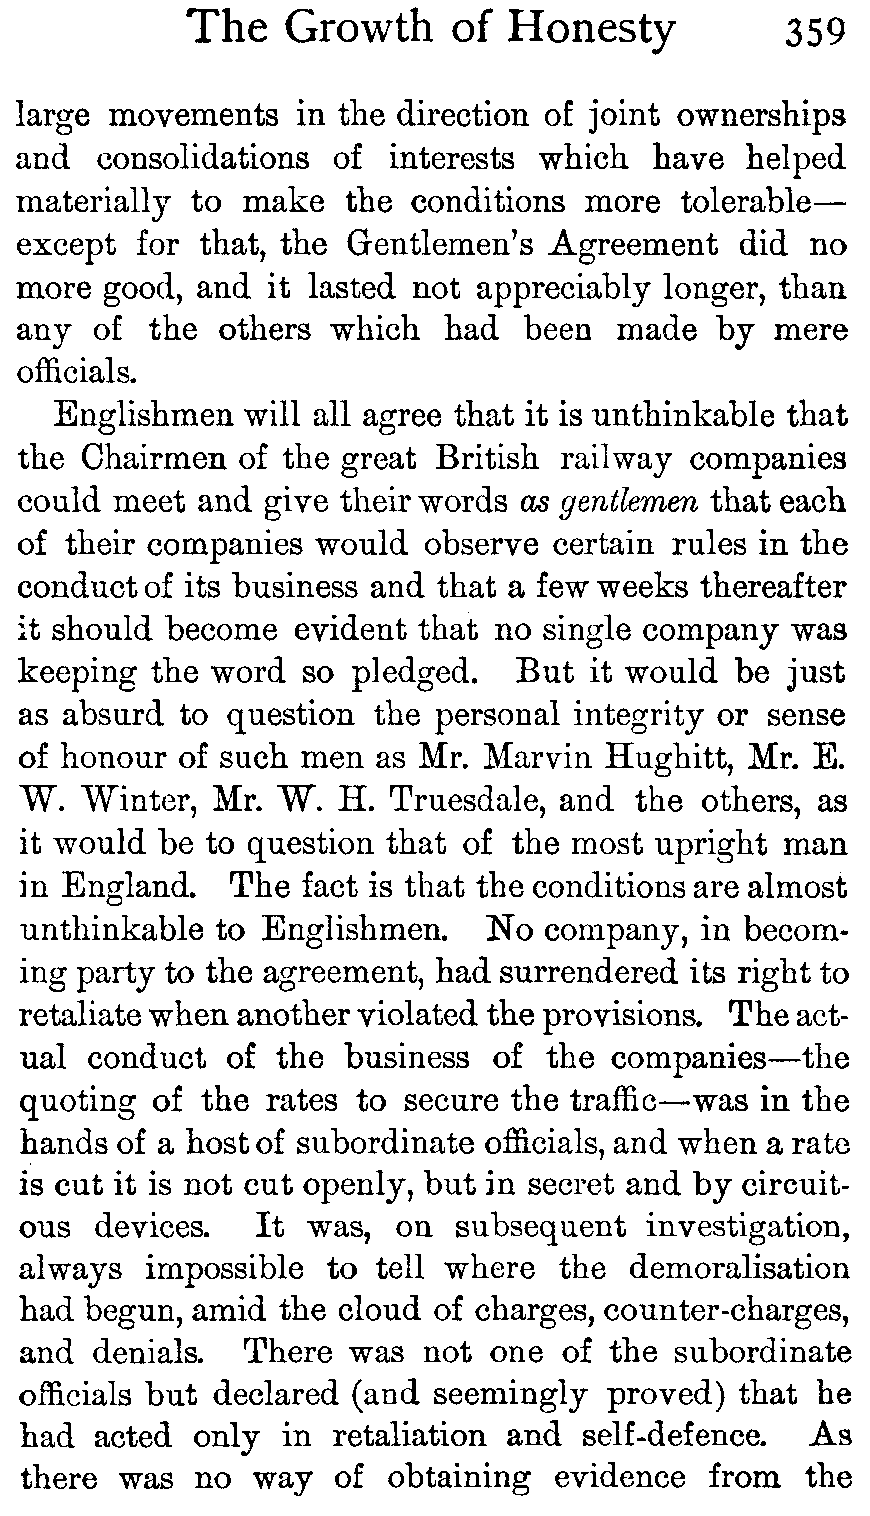 The Growth of Honesty 359
large movements in the direction of joint ownerships
and consolidations of interests which have helped
materially to make the conditions more tolerable—
except for that, the Gentlemen's Agreement did no
more good, and it lasted not appreciably longer, than
any of the others which had been made by mere
officials.
Englishmen will all agree that it is unthinkable that
the Chairmen of the great British railway companies
could meet and give their words as gentlemen that each
of their companies would observe certain rules in the
conduct of its business and that a few weeks thereafter
it should become evident that no single company was
keeping the word so pledged. But it would be just
as absurd to question the personal integrity or sense
of honour of such men as Mr. Marvin Hughitt, Mr. E.
W. Winter, Mr. W. H. Truesdale, and the others, as
it would be to question that of the most upright man
in England. The fact is that the conditions are almost
unthinkable to Englishmen. No company, in becom-
ing party to the agreement, had surrendered its right to
retaliate when another violated the provisions. The act-
ual conduct of the business of the companies—the
quoting of the rates to secure the traffic—was in the
hands of a host of subordinate officials, and when a rate
is cut it is not cut openly, but in secret and by circuit-
ous devices. It was, on subsequent investigation,
always impossible to tell where the demoralisation
had begun, amid the cloud of charges, counter-charges,
and denials. There was not one of the subordinate
officials but declared (and seemingly proved) that he
had acted only in retaliation and self-defence. As
there was no way of obtaining evidence from the